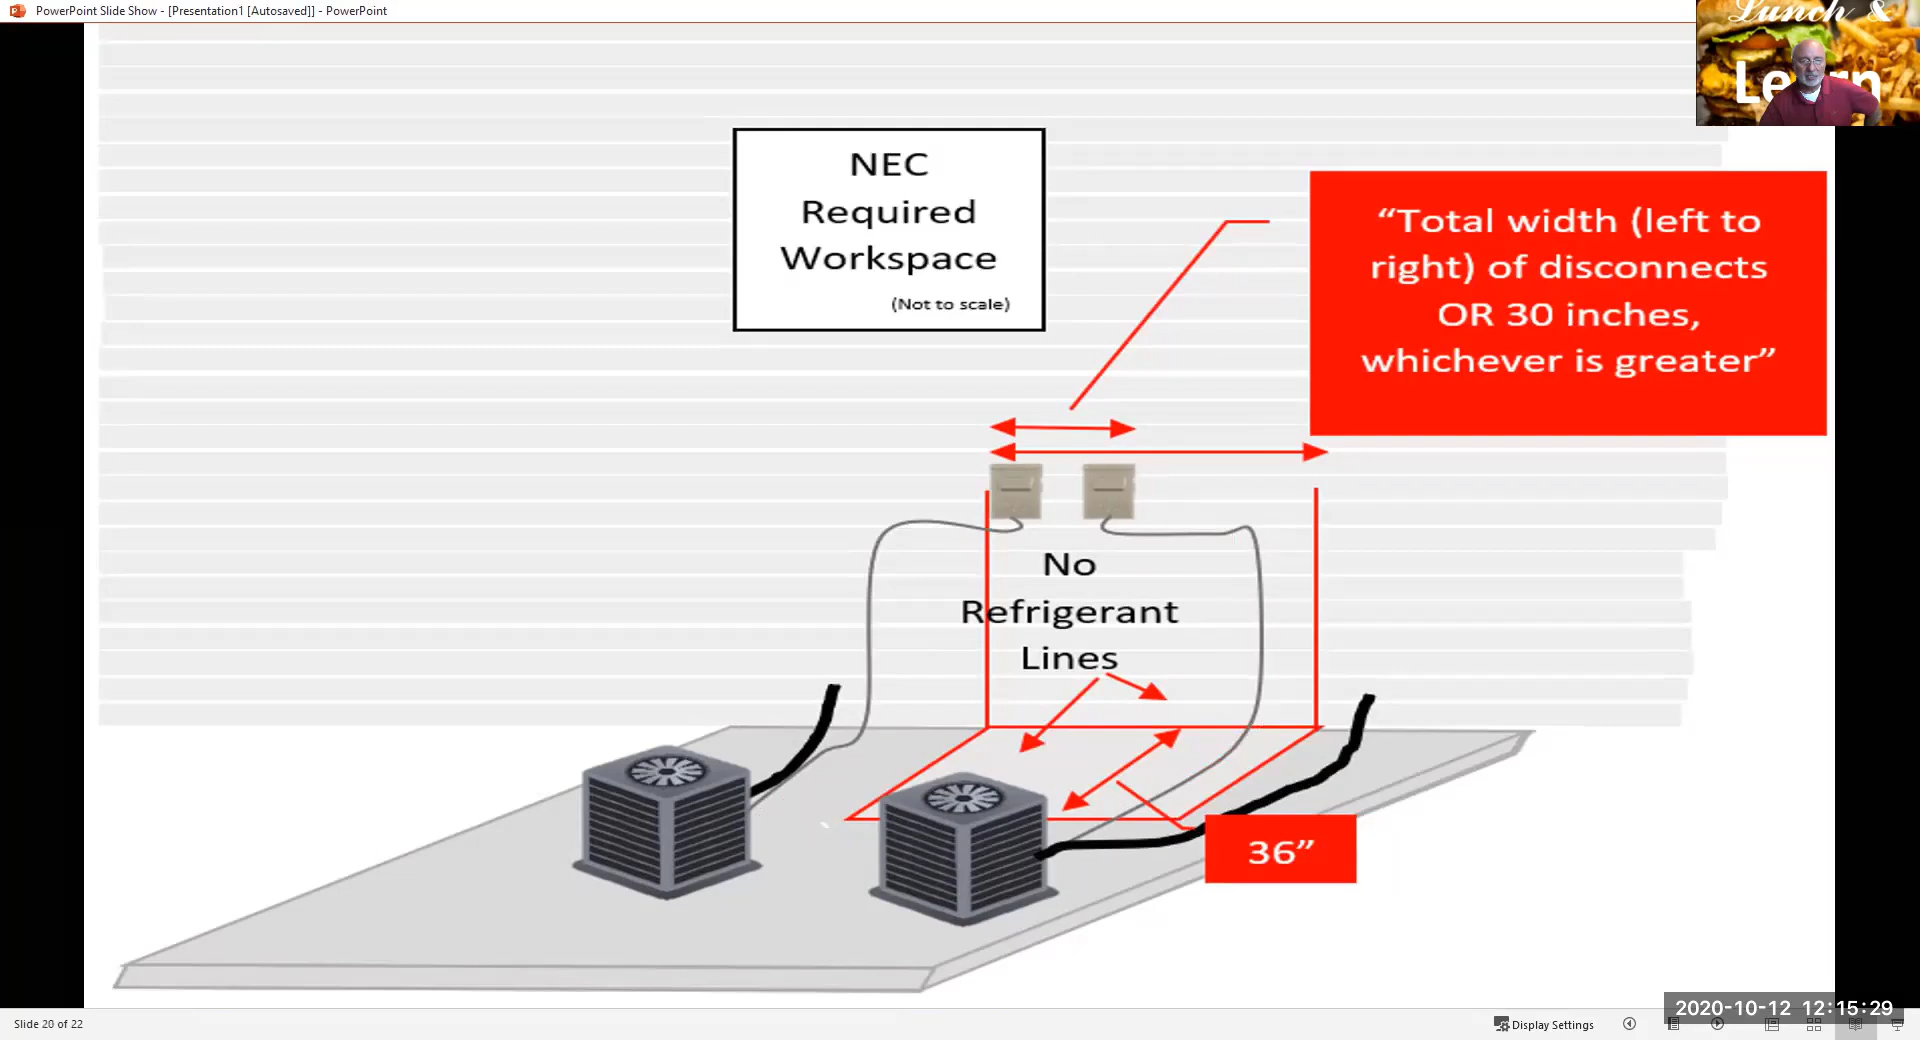 PowerPoint Slide Show - [Presentation1 [Autosaved]] - PowerPoint
Lunch &
NEC
Required
Workspace
(Not to scale)
“Total width (left to
right) of disconnects
OR 30 inches,
whichever is greater”
No
Refrigerant
Lines
36”
2020-10-12 12:15:29
Slide 20 of 22
Display Settings